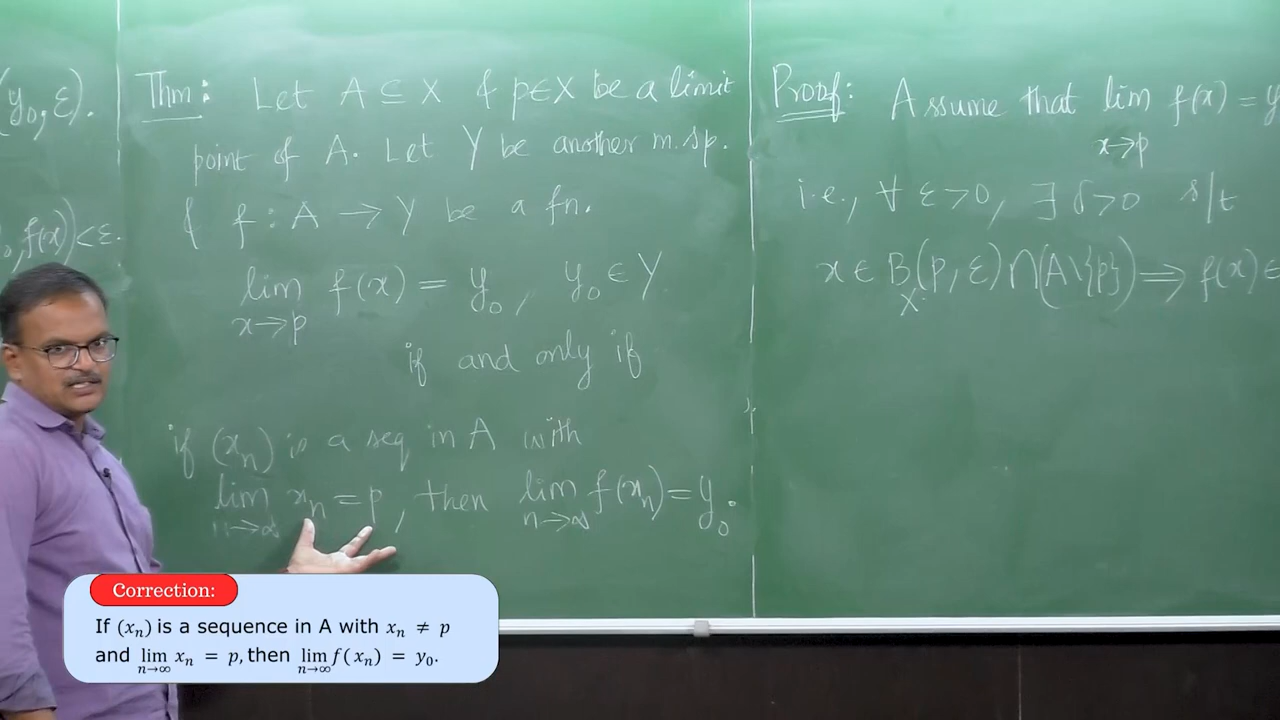 (y₀, ε).
, f(x)) < ε.
Thm: Let A ⊆ X & p ∈ X be a limit
point of A. Let Y be another m. sp.
& f : A → Y be a fn.
lim f(x) = y₀, y₀ ∈ Y
x→p
if and only if
if (xₙ) is a seq in A with
lim xₙ = p, then lim f(xₙ) = y₀.
n→∞ n→∞
Proof: Assume that lim f(x) = y
x→p
i.e., ∀ ε > 0, ∃ δ > 0 s/t
x ∈ B_X(p, ε) ∩ (A \ {p}) ⟹ f(x) ∈
Correction:
If (xₙ) is a sequence in A with xₙ ≠ p
and lim xₙ = p, then lim f(xₙ) = y₀.
n→∞ n→∞